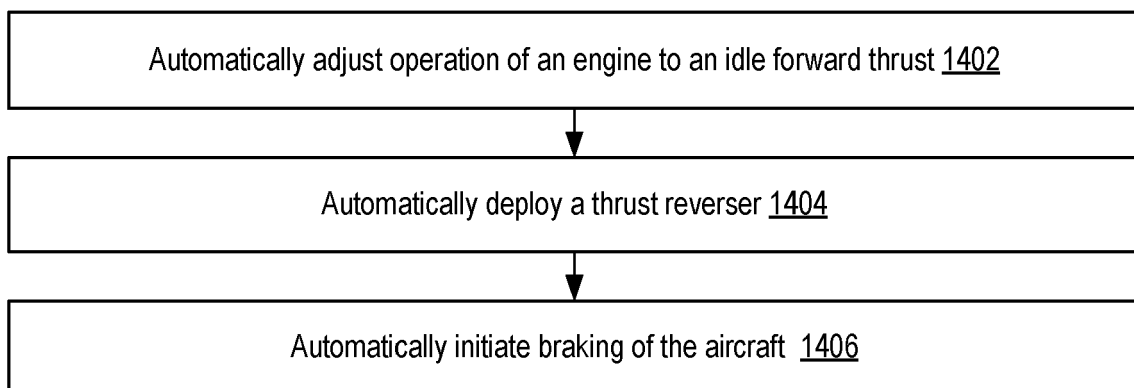 Automatically adjust operation of an engine to an idle forward thrust 1402
Automatically deploy a thrust reverser 1404
Automatically initiate braking of the aircraft 1406